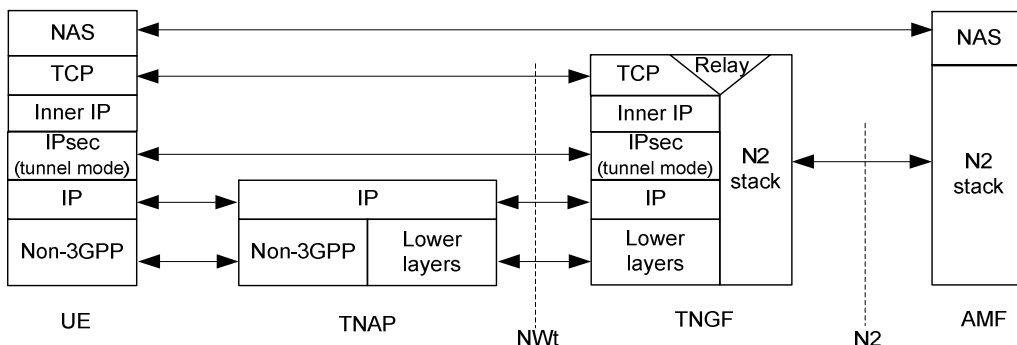 NAS
TCP
Inner IP
IPsec
(tunnel mode)
IP
Non-3GPP
UE
IP
Non-3GPP
Lower
layers
TNAP
NWt
TCP
Relay
Inner IP
IPsec
(tunnel mode)
IP
Lower
layers
N2
stack
TNGF
N2
NAS
N2
stack
AMF